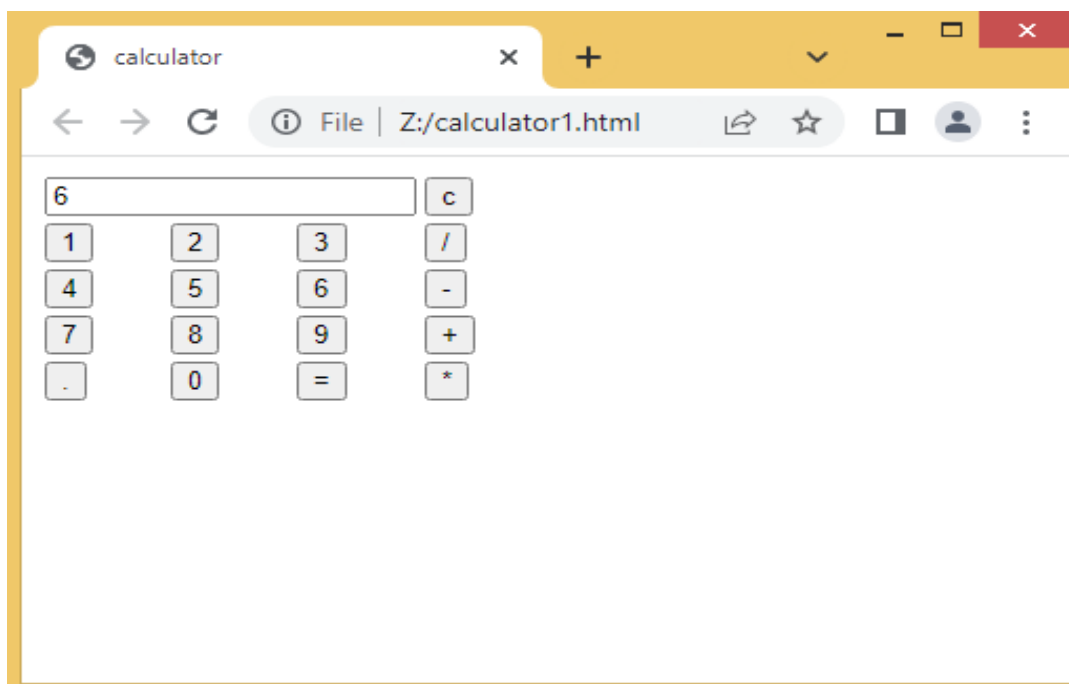 calculator
File | Z:/calculator1.html
6 c
1 2 3 /
4 5 6 -
7 8 9 +
. 0 = *